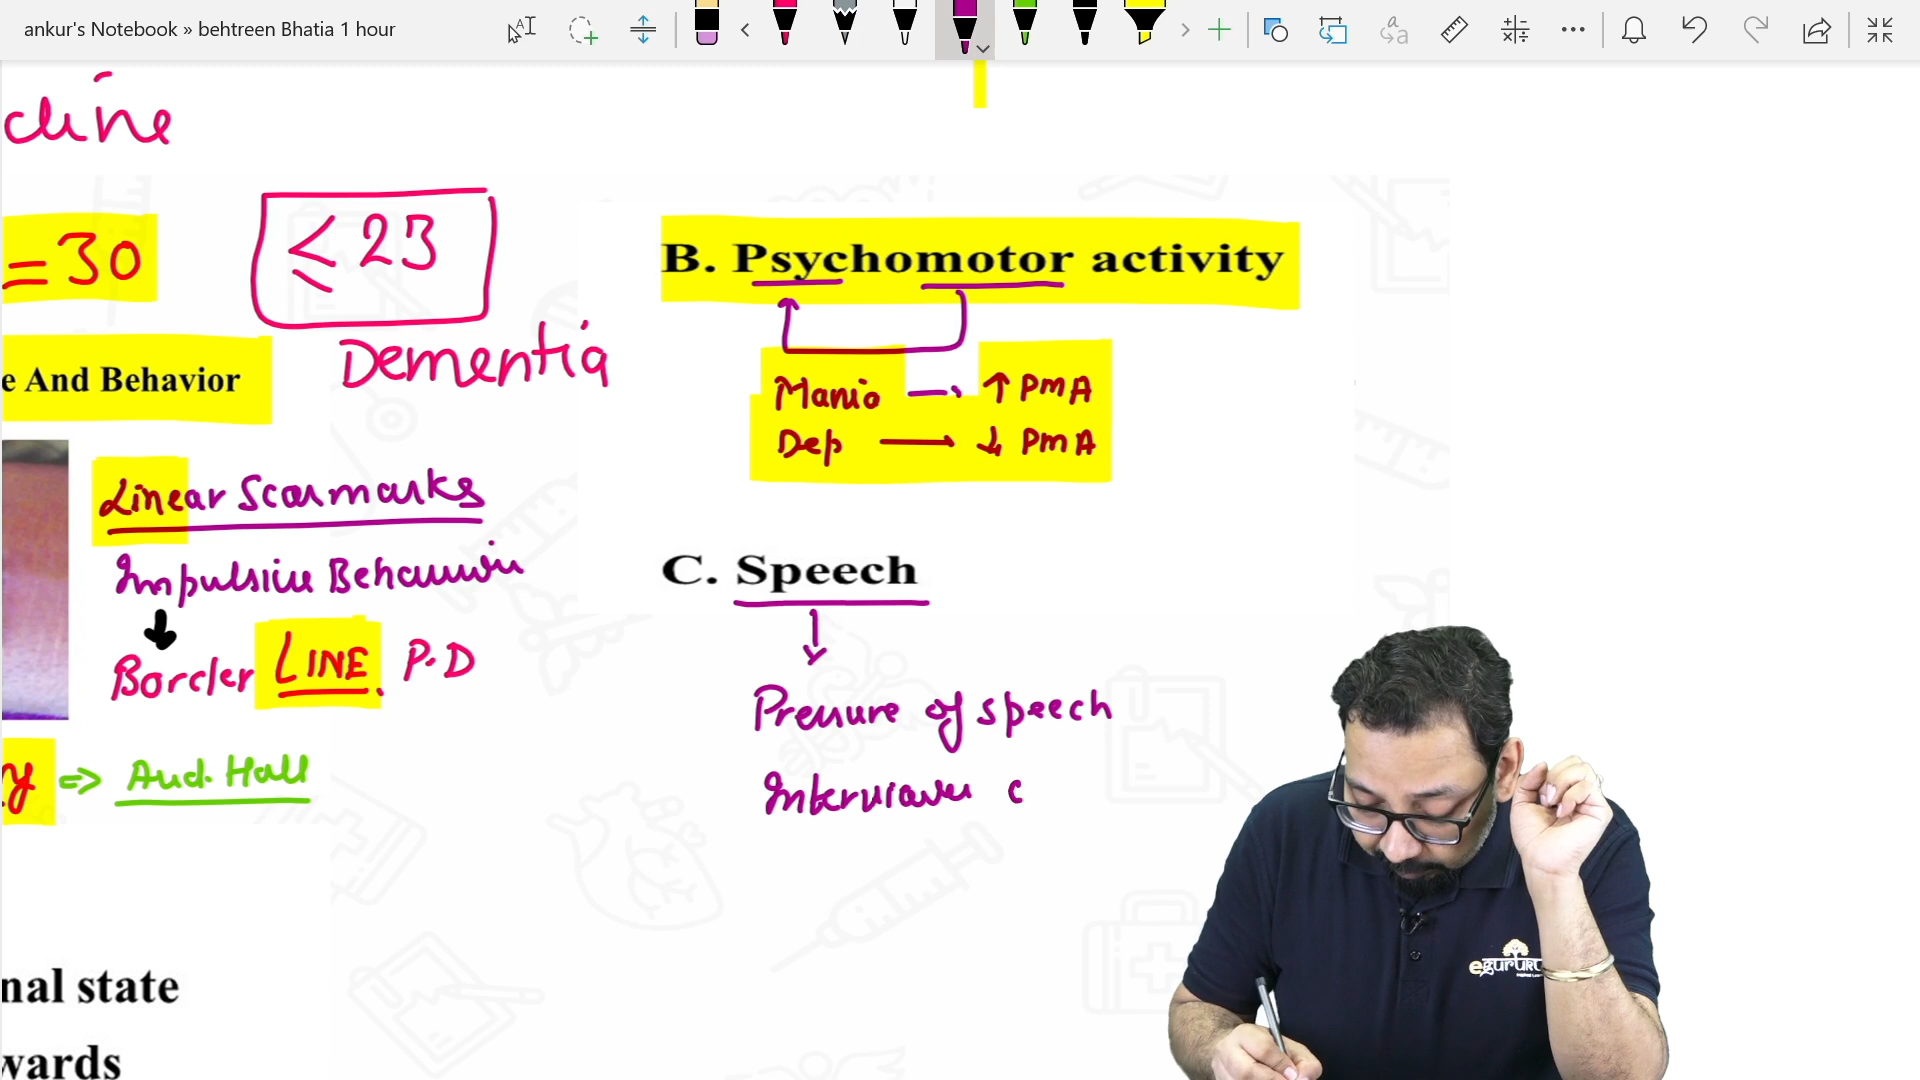 ankur's Notebook » behtreen Bhatia 1 hour
cline
=30
≤ 23
Dementia
e And Behavior
Linear Scarmarks
Impulsive Behaviour
↓
Border LINE P.D
y => Aud. Hall
nal state
wards
B. Psychomotor activity
Mania → ↑ PMA
Dep → ↓ PMA
C. Speech
↓
Pressure of speech
c
eGURUKUL